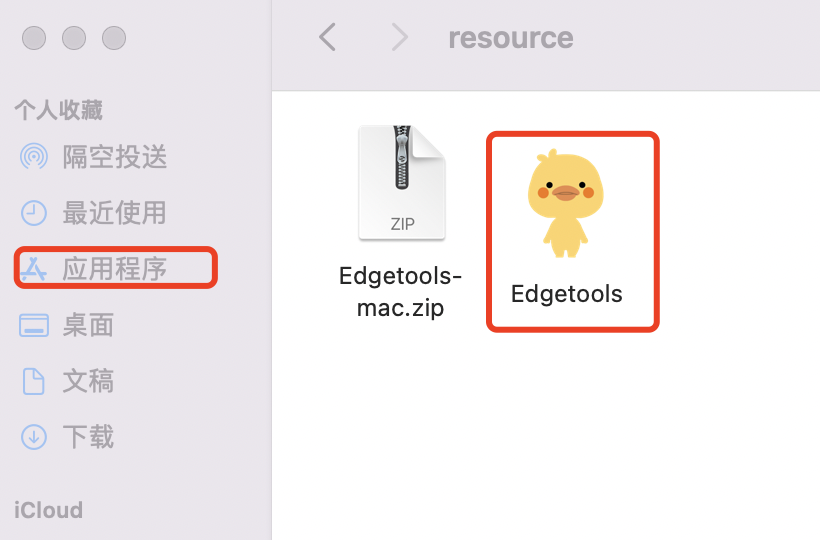 resource
个人收藏
隔空投送
最近使用
应用程序
桌面
文稿
下载
iCloud
ZIP
Edgetools-
mac.zip
Edgetools